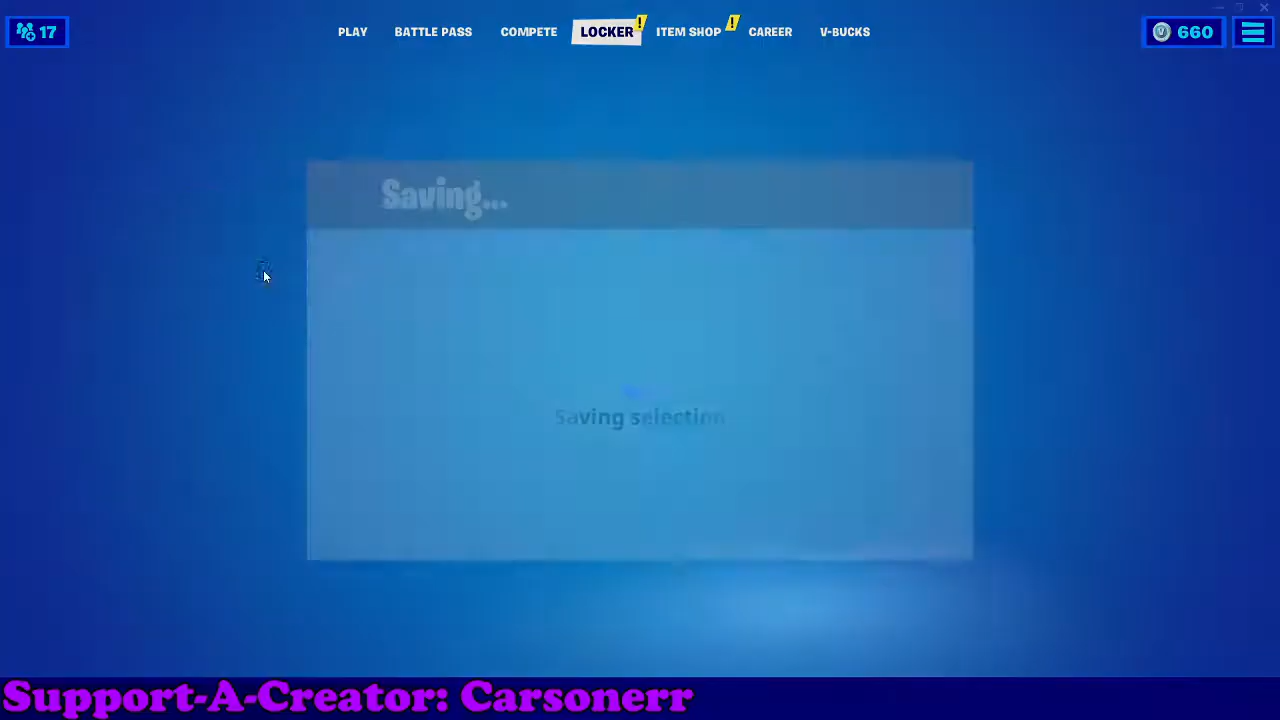 17
PLAY
BATTLE PASS
COMPETE
LOCKER
!
ITEM SHOP
!
CAREER
V-BUCKS
660
Saving...
Saving selection
Support-A-Creator: Carsonerr